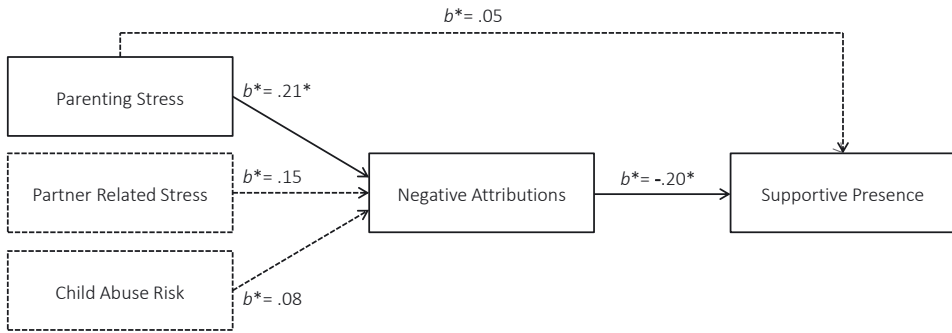 b*= .05
Parenting Stress
b*= .21*
Partner Related Stress
b*= .15
Negative Attributions
b*= -.20*
Supportive Presence
Child Abuse Risk
b*= .08